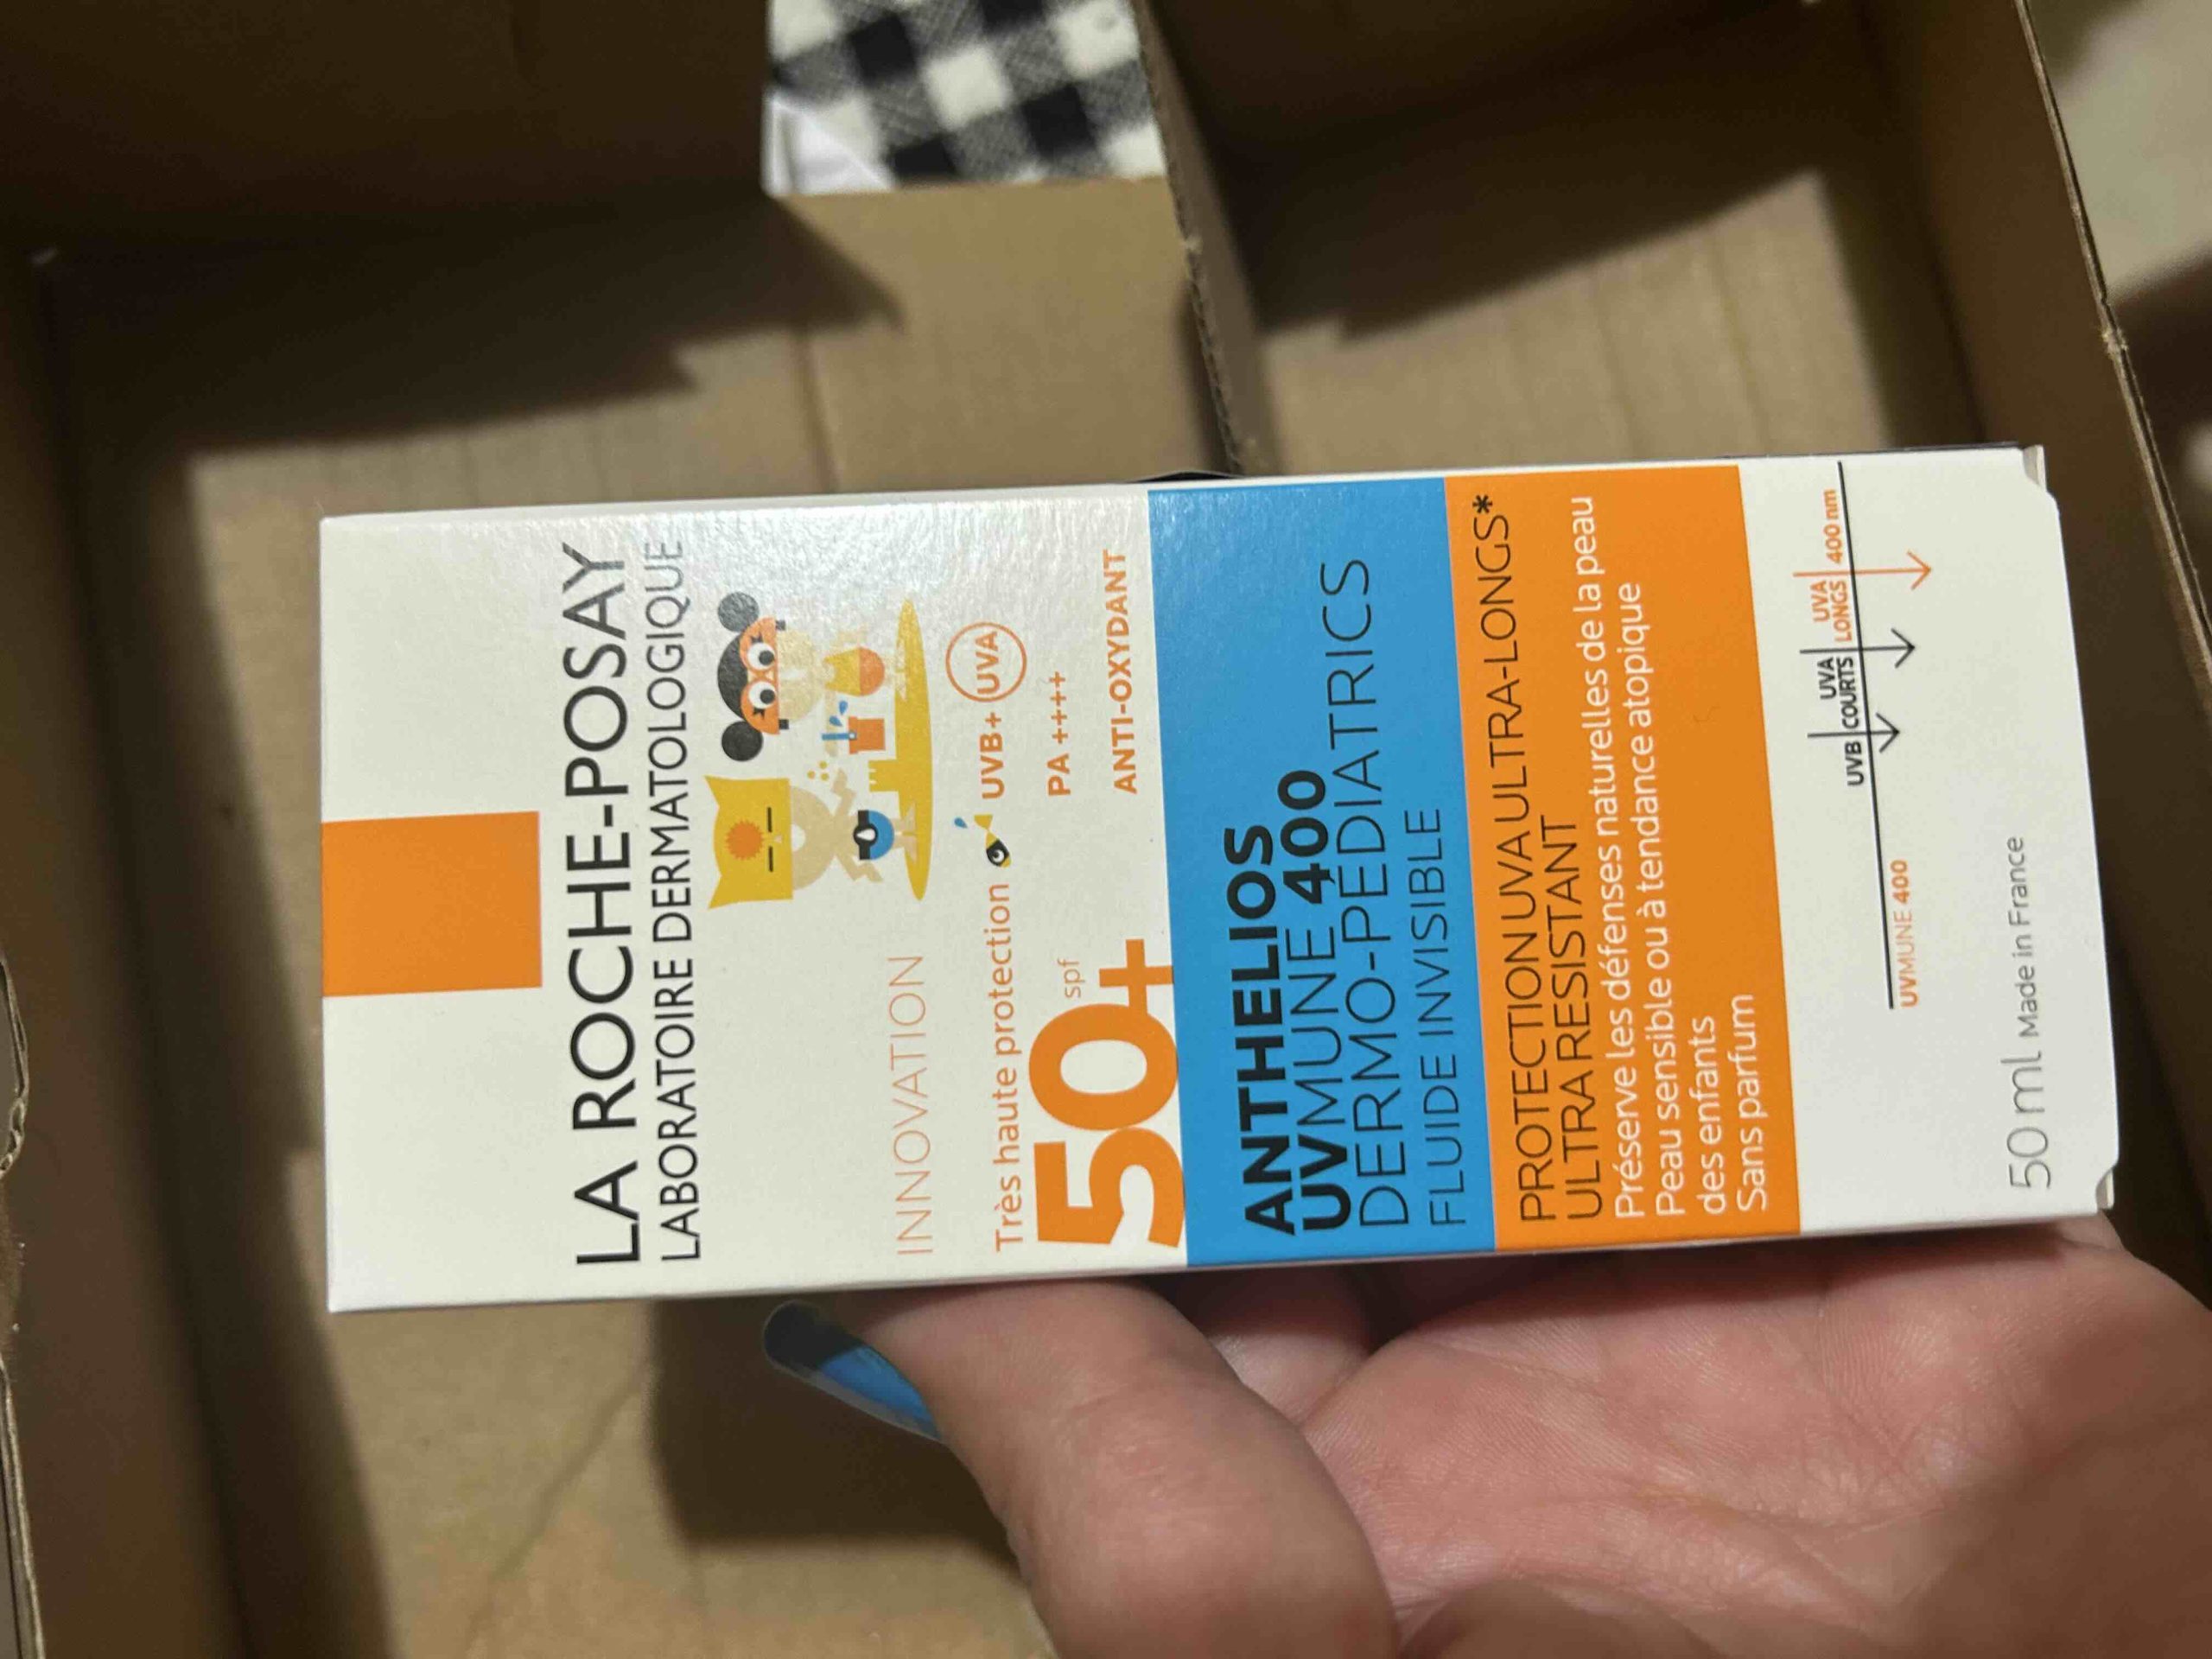 LA ROCHE-POSAY
LABORATOIRE DERMATOLOGIQUE
INNOVATION
Très haute protection
50+ spf
UVB+ UVA
PA ++++
ANTI-OXYDANT
ANTHELIOS
UVMUNE 400
DERMO-PEDIATRICS
FLUIDE INVISIBLE
PROTECTION UVA ULTRA-LONGS*
ULTRA RESISTANT
Préserve les défenses naturelles de la peau
Peau sensible ou à tendance atopique
des enfants
Sans parfum
UVB
UVA COURTS
UVA LONGS
400 nm
UVMUNE 400
50 ml Made in France